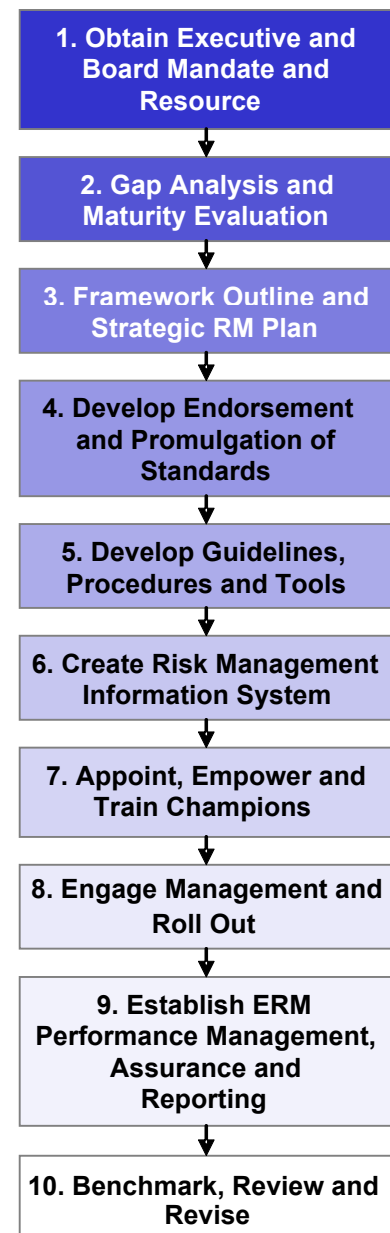 1. Obtain Executive and
Board Mandate and
Resource
2. Gap Analysis and
Maturity Evaluation
3. Framework Outline and
Strategic RM Plan
4. Develop Endorsement
and Promulgation of
Standards
5. Develop Guidelines,
Procedures and Tools
6. Create Risk Management
Information System
7. Appoint, Empower and
Train Champions
8. Engage Management and
Roll Out
9. Establish ERM
Performance Management,
Assurance and
Reporting
10. Benchmark, Review and
Revise